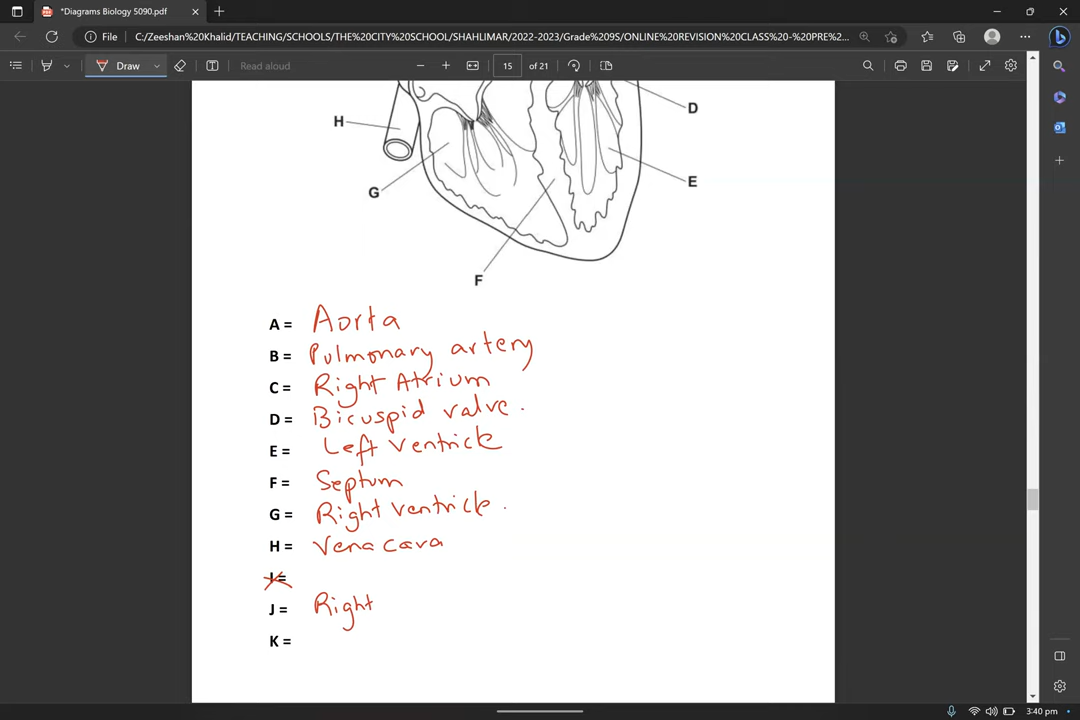 *Diagrams Biology 5090.pdf
File C:/Zeeshan%20Khalid/TEACHING/SCHOOLS/THE%20CITY%20SCHOOL/SHAHLIMAR/2022-2023/Grade%209S/ONLINE%20REVISION%20CLASS%20-%20PRE%2...
Draw Read aloud 15 of 21
H
D
G
E
F
A = Aorta
B = Pulmonary artery
C = Right Atrium
D = Bicuspid valve.
E = Left ventricle
F = Septum
G = Right ventricle.
H = Vena cava
I =
J = Right
K =
3:40 pm